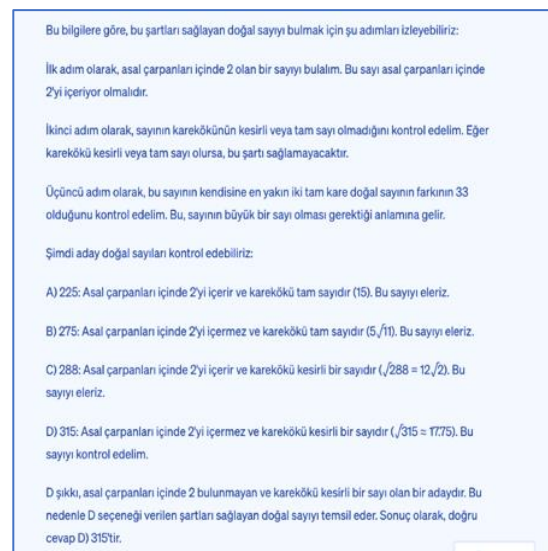 Bu bilgilere göre, bu şartları sağlayan doğal sayıyı bulmak için şu adımları izleyebiliriz:
İlk adım olarak, asal çarpanları içinde 2 olan bir sayıyı bulalım. Bu sayı asal çarpanları içinde
2'yi içeriyor olmalıdır.
İkinci adım olarak, sayının karekökünün kesirli veya tam sayı olmadığını kontrol edelim. Eğer
karekökü kesirli veya tam sayı olursa, bu şartı sağlamayacaktır.
Üçüncü adım olarak, bu sayının kendisine en yakın iki tam kare doğal sayının farkının 33
olduğunu kontrol edelim. Bu, sayının büyük bir sayı olması gerektiği anlamına gelir.
Şimdi aday doğal sayıları kontrol edebiliriz:
A) 225: Asal çarpanları içinde 2'yi içerir ve karekökü tam sayıdır (15). Bu sayıyı eleriz.
B) 275: Asal çarpanları içinde 2'yi içermez ve karekökü tam sayıdır (5√11). Bu sayıyı eleriz.
C) 288: Asal çarpanları içinde 2'yi içerir ve karekökü kesirli bir sayıdır (√288 = 12√2). Bu
sayıyı eleriz.
D) 315: Asal çarpanları içinde 2'yi içermez ve karekökü kesirli bir sayıdır (√315 ≈ 17.75). Bu
sayıyı kontrol edelim.
D şıkkı, asal çarpanları içinde 2 bulunmayan ve karekökü kesirli bir sayı olan bir adaydır. Bu
nedenle D seçeneği verilen şartları sağlayan doğal sayıyı temsil eder. Sonuç olarak, doğru
cevap D) 315'tir.